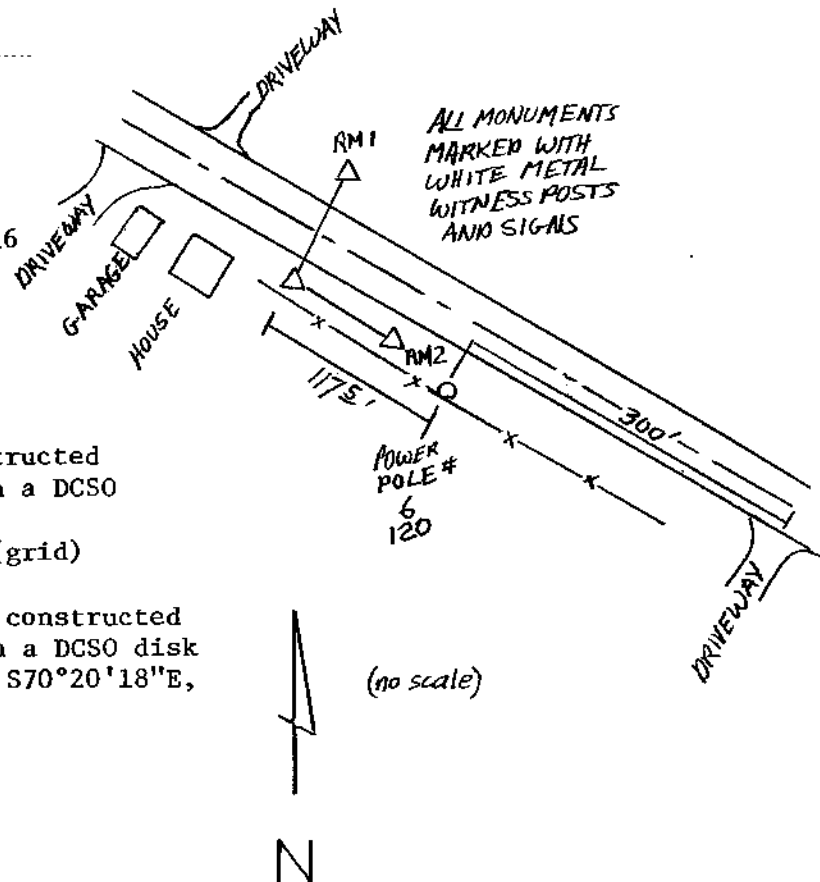 DRIVEWAY
RM1
ALL MONUMENTS
MARKED WITH
WHITE METAL
WITNESS POSTS
AND SIGNS
DRIVEWAY
GARAGE
HOUSE
RM2
x
x
x
x
117.5'
300'
POWER
POLE #
6
120
DRIVEWAY
tructed
a DCSO
grid)
constructed
a DCSO disk
S70°20'18"E,
(no scale)
N